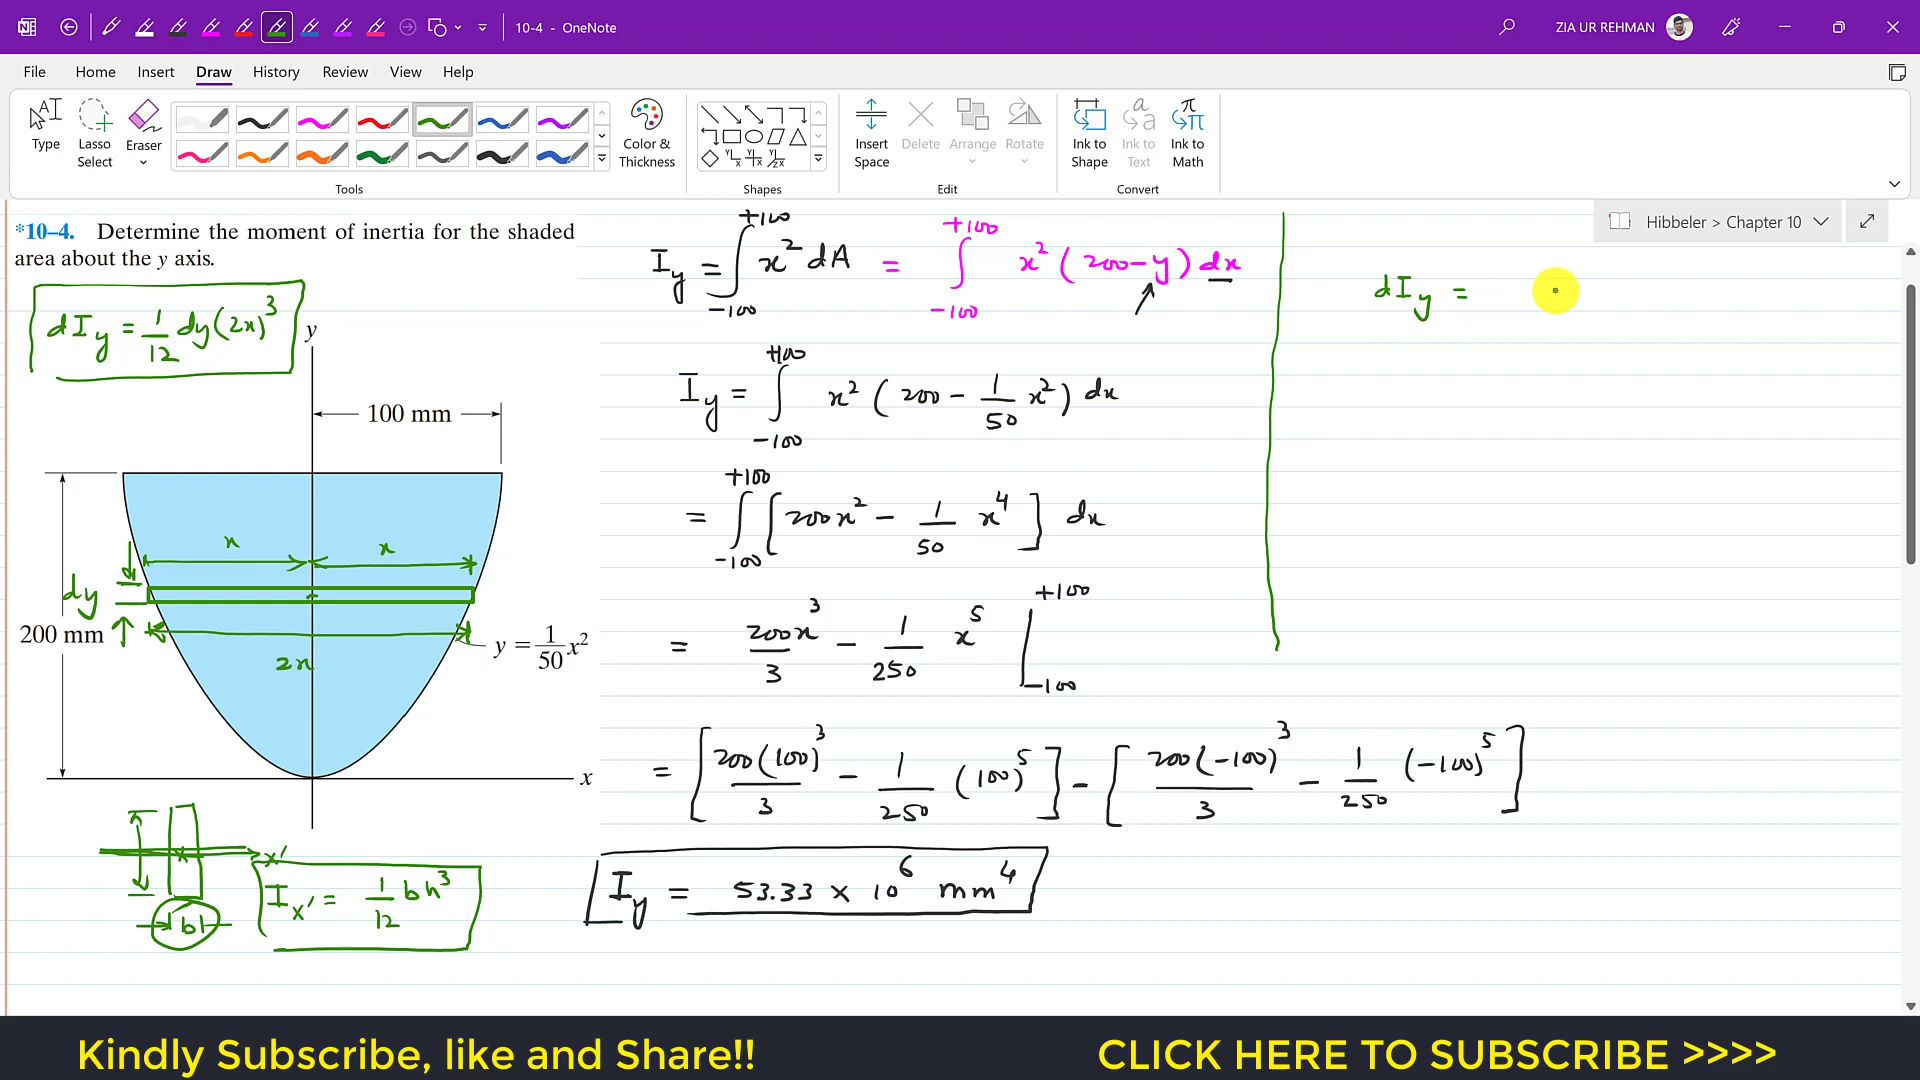 10-4 - OneNote
ZIA UR REHMAN
File Home Insert Draw History Review View Help
Type
Lasso Select
Eraser
Color & Thickness
Insert Space
Delete
Arrange
Rotate
Ink to Shape
Ink to Text
Ink to Math
Tools
Shapes
Edit
Convert
Hibbeler > Chapter 10
*10–4. Determine the moment of inertia for the shaded
area about the y axis.
dI_y = 1/12 dy(2x)^3
y
100 mm
x
x
dy
200 mm
y = 1/50 x^2
2x
x
x'
b
I_x' = 1/12 bh^3
I_y = ∫_{-100}^{+100} x^2 dA = ∫_{-100}^{+100} x^2 (200-y) dx
I_y = ∫_{-100}^{+100} x^2 (200 - 1/50 x^2) dx
= ∫_{-100}^{+100} [200x^2 - 1/50 x^4] dx
= 200x^3/3 - 1/250 x^5 |_{-100}^{+100}
= [200(100)^3/3 - 1/250 (100)^5] - [200(-100)^3/3 - 1/250 (-100)^5]
I_y = 53.33 × 10^6 mm^4
dI_y =
Kindly Subscribe, like and Share!!
CLICK HERE TO SUBSCRIBE >>>>